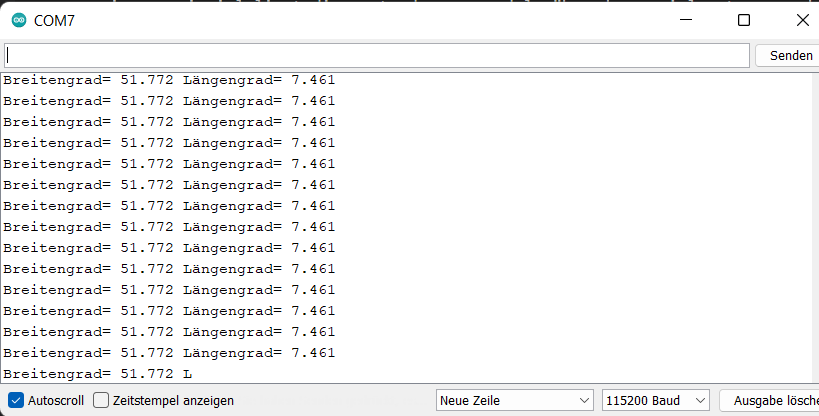 COM7
Senden
Breitengrad= 51.772 Längengrad= 7.461
Breitengrad= 51.772 Längengrad= 7.461
Breitengrad= 51.772 Längengrad= 7.461
Breitengrad= 51.772 Längengrad= 7.461
Breitengrad= 51.772 Längengrad= 7.461
Breitengrad= 51.772 Längengrad= 7.461
Breitengrad= 51.772 Längengrad= 7.461
Breitengrad= 51.772 Längengrad= 7.461
Breitengrad= 51.772 Längengrad= 7.461
Breitengrad= 51.772 Längengrad= 7.461
Breitengrad= 51.772 Längengrad= 7.461
Breitengrad= 51.772 Längengrad= 7.461
Breitengrad= 51.772 Längengrad= 7.461
Breitengrad= 51.772 Längengrad= 7.461
Breitengrad= 51.772 L
Autoscroll Zeitstempel anzeigen Neue Zeile 115200 Baud Ausgabe lösche